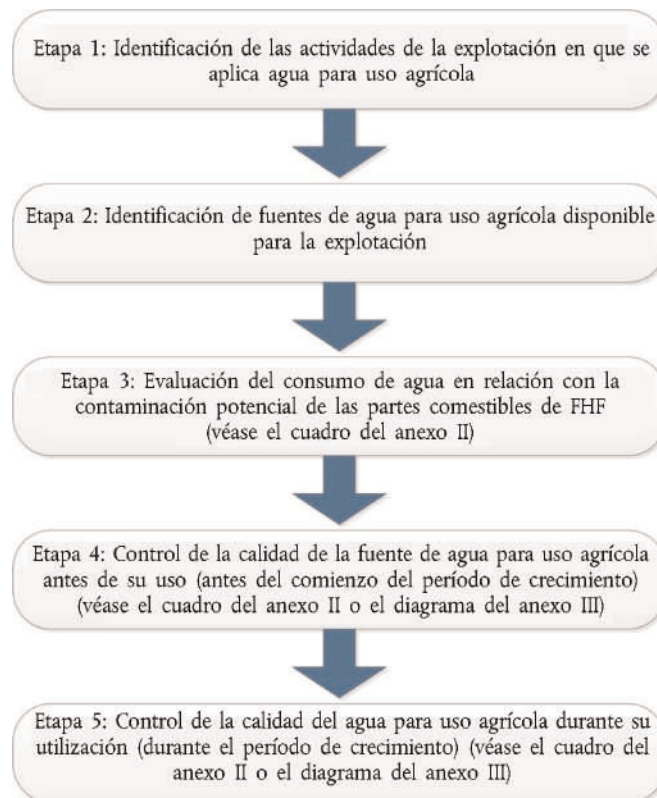 Etapa 1: Identificación de las actividades de la explotación en que se
aplica agua para uso agrícola
Etapa 2: Identificación de fuentes de agua para uso agrícola disponible
para la explotación
Etapa 3: Evaluación del consumo de agua en relación con la
contaminación potencial de las partes comestibles de FHF
(véase el cuadro del anexo II)
Etapa 4: Control de la calidad de la fuente de agua para uso agrícola
antes de su uso (antes del comienzo del período de crecimiento)
(véase el cuadro del anexo II o el diagrama del anexo III)
Etapa 5: Control de la calidad del agua para uso agrícola durante su
utilización (durante el período de crecimiento) (véase el cuadro del
anexo II o el diagrama del anexo III)